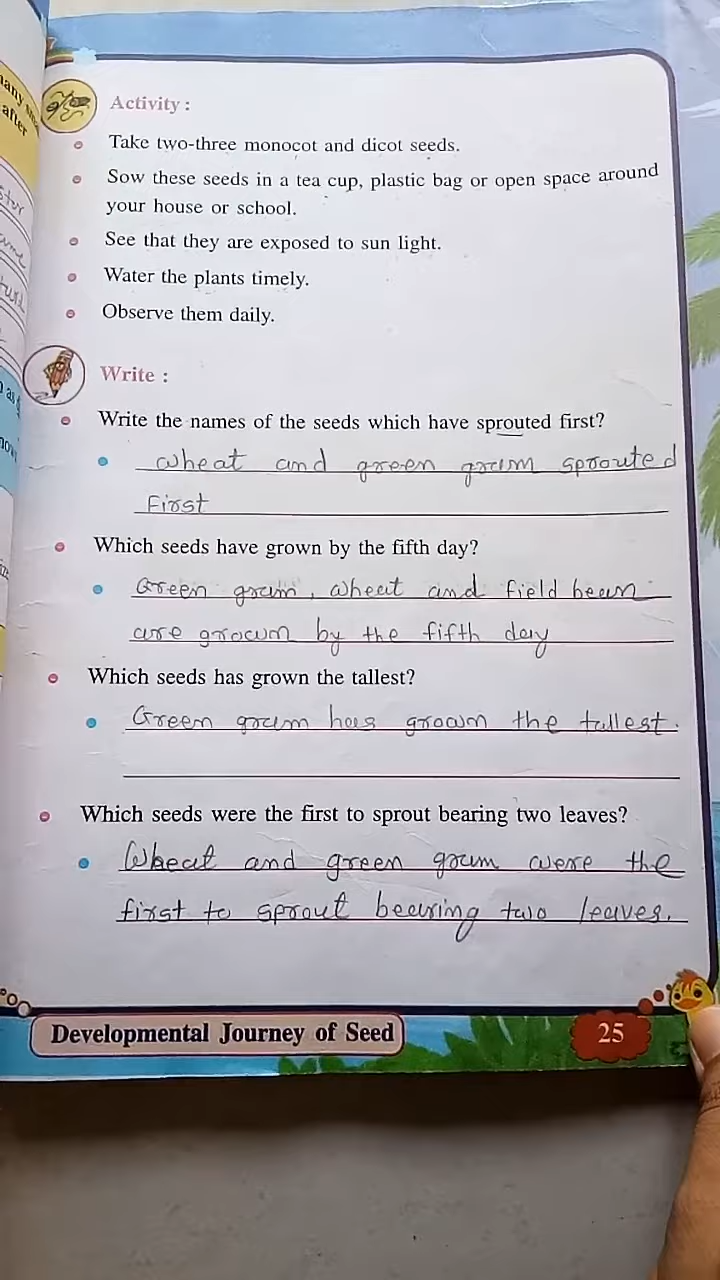 many
after
Activity :
Take two-three monocot and dicot seeds.
Sow these seeds in a tea cup, plastic bag or open space around
your house or school.
See that they are exposed to sun light.
Water the plants timely.
Observe them daily.
Write :
Write the names of the seeds which have sprouted first?
Wheat and green gram sprouted
First
Which seeds have grown by the fifth day?
Green gram, wheat and field bean
are grown by the fifth day
Which seeds has grown the tallest?
Green gram has grown the tallest.
Which seeds were the first to sprout bearing two leaves?
Wheat and green gram were the
first to sprout bearing two leaves.
Developmental Journey of Seed
25